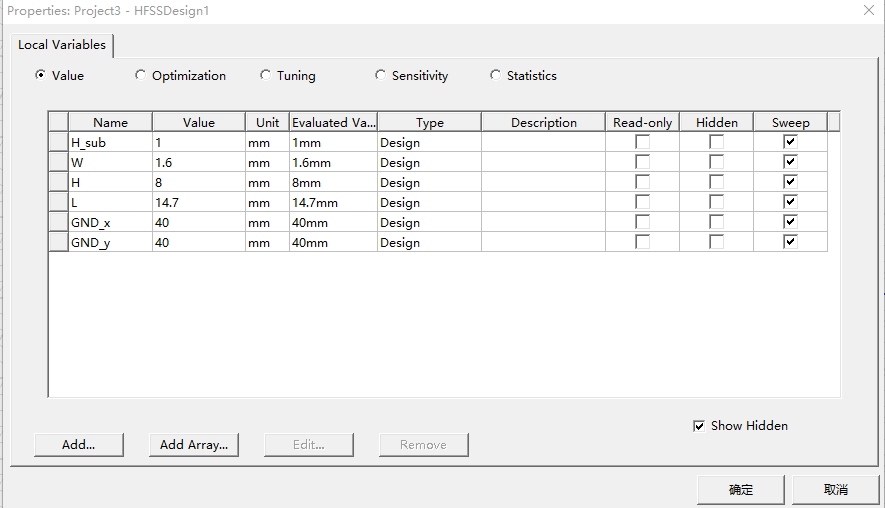 Properties: Project3 - HFSSDesign1
Local Variables
Value Optimization Tuning Sensitivity Statistics
Name Value Unit Evaluated Va... Type Description Read-only Hidden Sweep
H_sub 1 mm 1mm Design
W 1.6 mm 1.6mm Design
H 8 mm 8mm Design
L 14.7 mm 14.7mm Design
GND_x 40 mm 40mm Design
GND_y 40 mm 40mm Design
Show Hidden
Add... Add Array... Edit... Remove
确定 取消